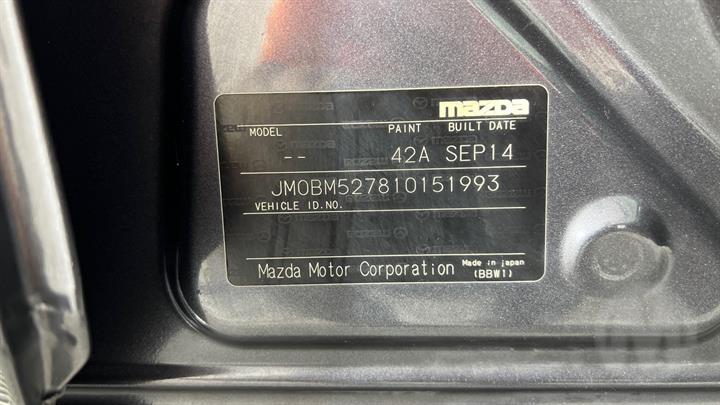 mazda
MODEL PAINT BUILT DATE
-- 42A SEP14
JM0BM527810151993
VEHICLE ID.NO.
Mazda Motor Corporation Made in Japan
(BBW1)